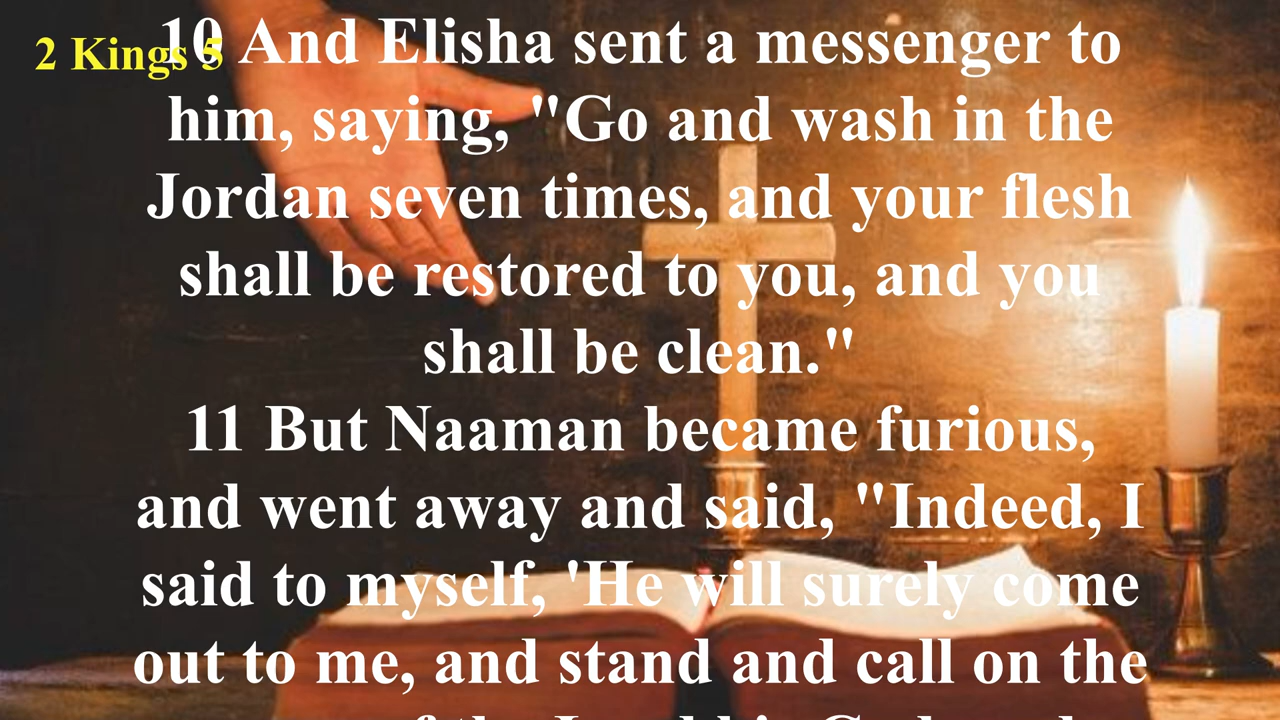 2 Kings 5
10 And Elisha sent a messenger to
him, saying, "Go and wash in the
Jordan seven times, and your flesh
shall be restored to you, and you
shall be clean."
11 But Naaman became furious,
and went away and said, "Indeed, I
said to myself, 'He will surely come
out to me, and stand and call on the